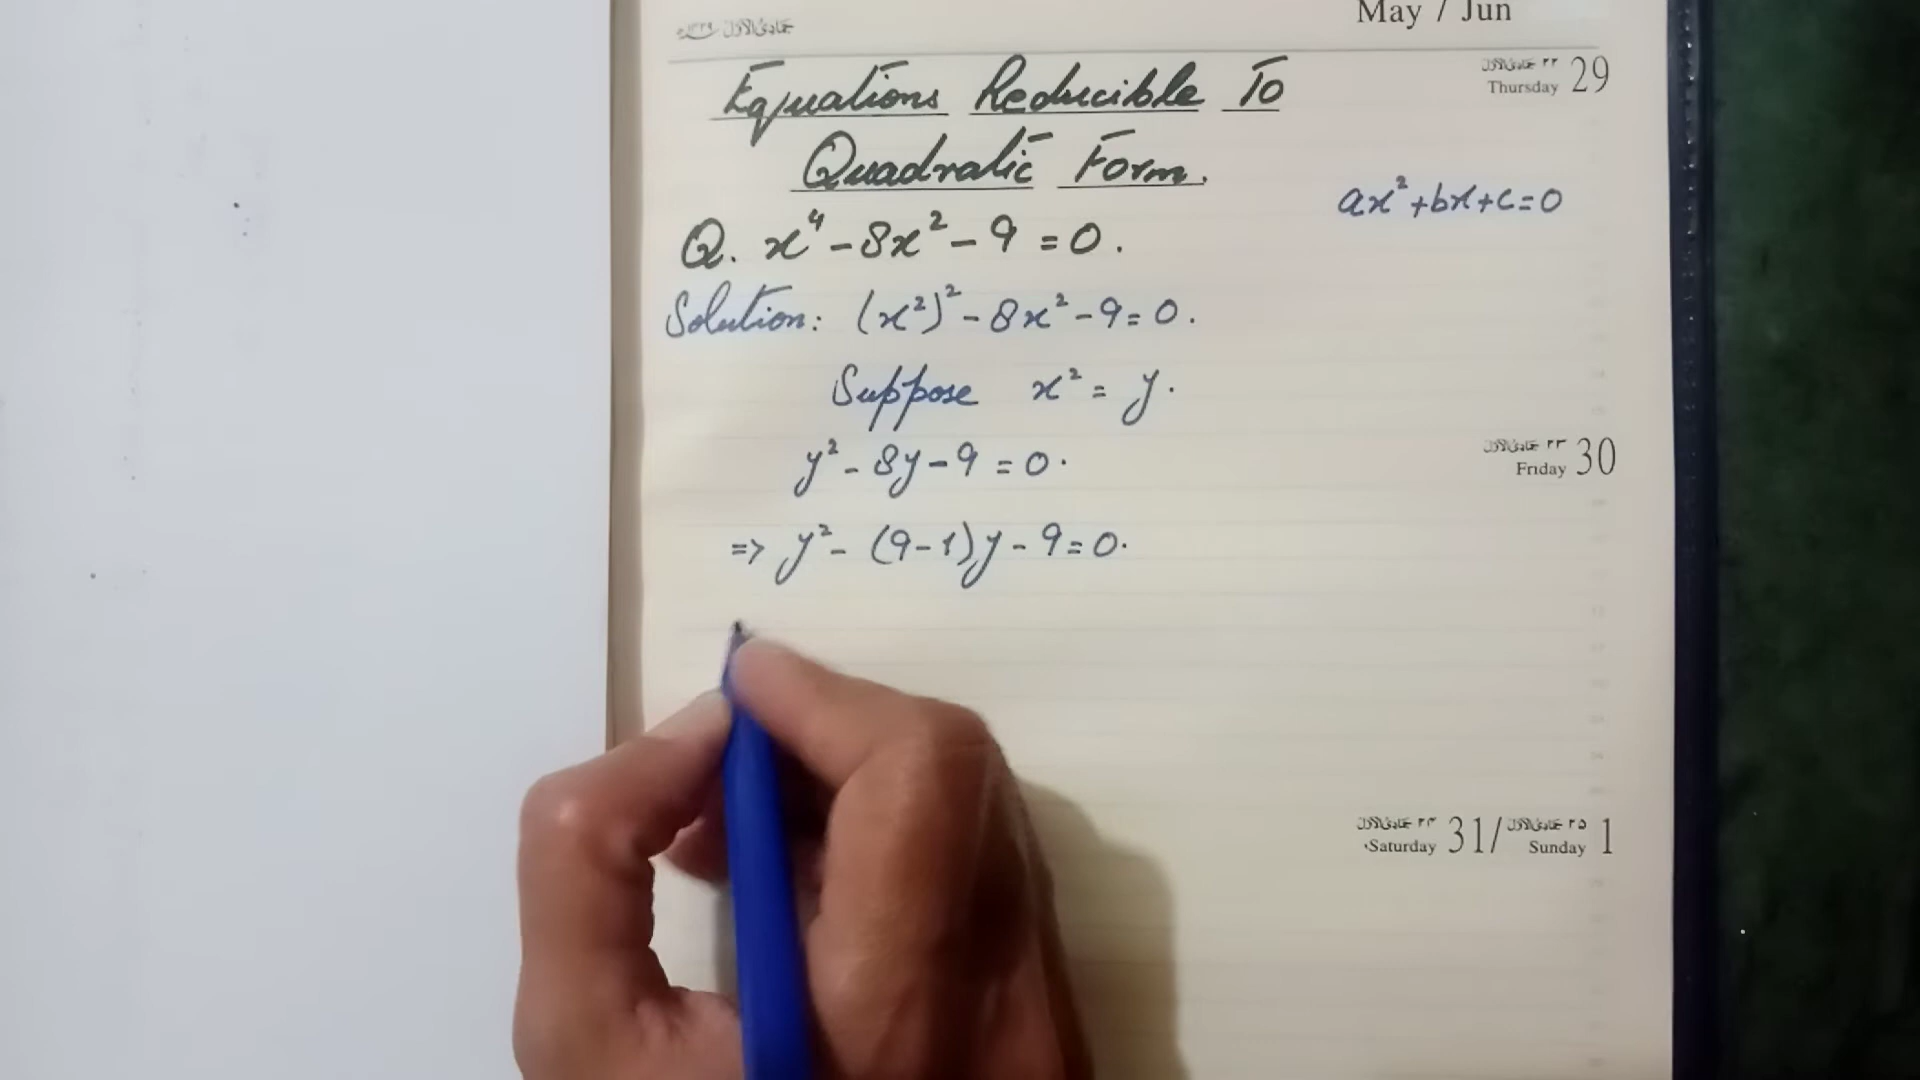 May / Jun
Equations Reducible To
Thursday 29
Quadratic Form.
ax²+bx+c=0
Q. x⁴-8x²-9=0.
Solution: (x²)²-8x²-9=0.
Suppose x²=y.
y²-8y-9=0.
Friday 30
=> y²-(9-1)y-9=0.
Saturday 31/ Sunday 1